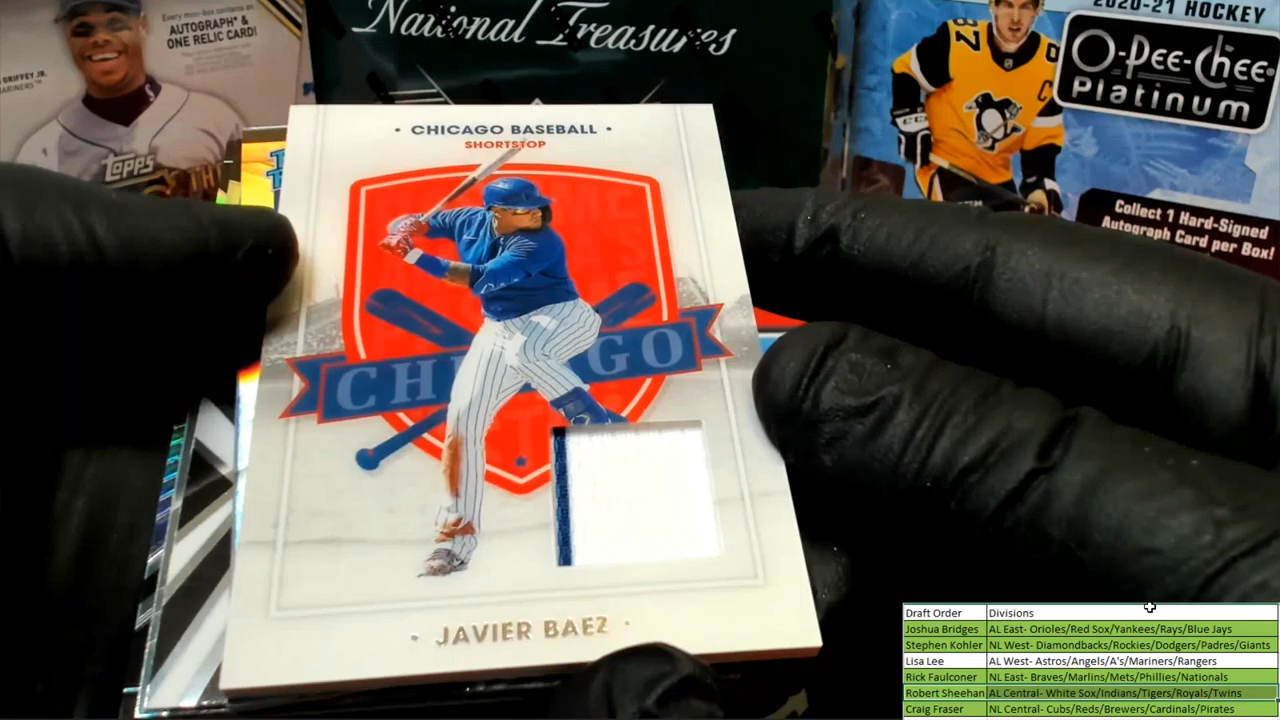 Every mini-box contains an
AUTOGRAPH* &
ONE RELIC CARD!
GRIFFEY JR.
MARINERS™
topps
National Treasures
2020-21 HOCKEY
O-Pee-Chee
Platinum
87
C
CCM
Collect 1 Hard-Signed
Autograph Card per Box!
• CHICAGO BASEBALL •
SHORTSTOP
CHICAGO
• JAVIER BAEZ •
Draft Order Divisions
Joshua Bridges AL East- Orioles/Red Sox/Yankees/Rays/Blue Jays
Stephen Kohler NL West- Diamondbacks/Rockies/Dodgers/Padres/Giants
Lisa Lee AL West- Astros/Angels/A's/Mariners/Rangers
Rick Faulconer NL East- Braves/Marlins/Mets/Phillies/Nationals
Robert Sheehan AL Central- White Sox/Indians/Tigers/Royals/Twins
Craig Fraser NL Central- Cubs/Reds/Brewers/Cardinals/Pirates